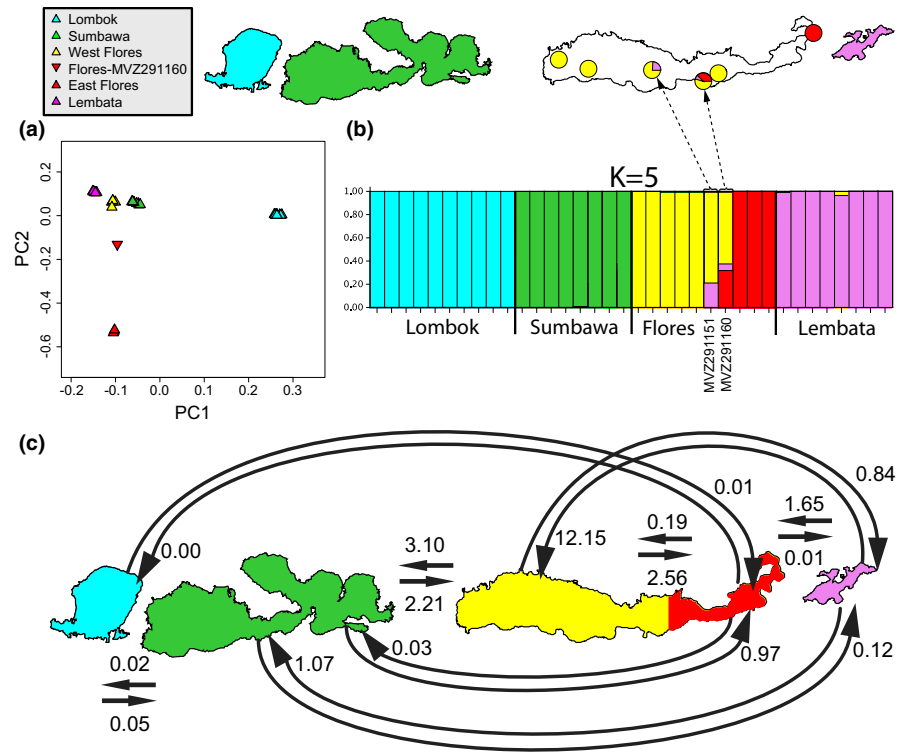 Lombok
Sumbawa
West Flores
Flores-MVZ291160
East Flores
Lembata
(a)
0.2
0.0
-0.2
-0.4
-0.6
PC2
-0.2
-0.1
0.0
0.1
0.2
0.3
PC1
(b)
K=5
1.00
0.80
0.60
0.40
0.20
0.00
Lombok
Sumbawa
Flores
MVZ291151
MVZ291160
Lembata
(c)
0.00
0.01
0.84
1.65
0.01
0.19
2.56
12.15
3.10
2.21
0.03
0.97
0.12
1.07
0.02
0.05